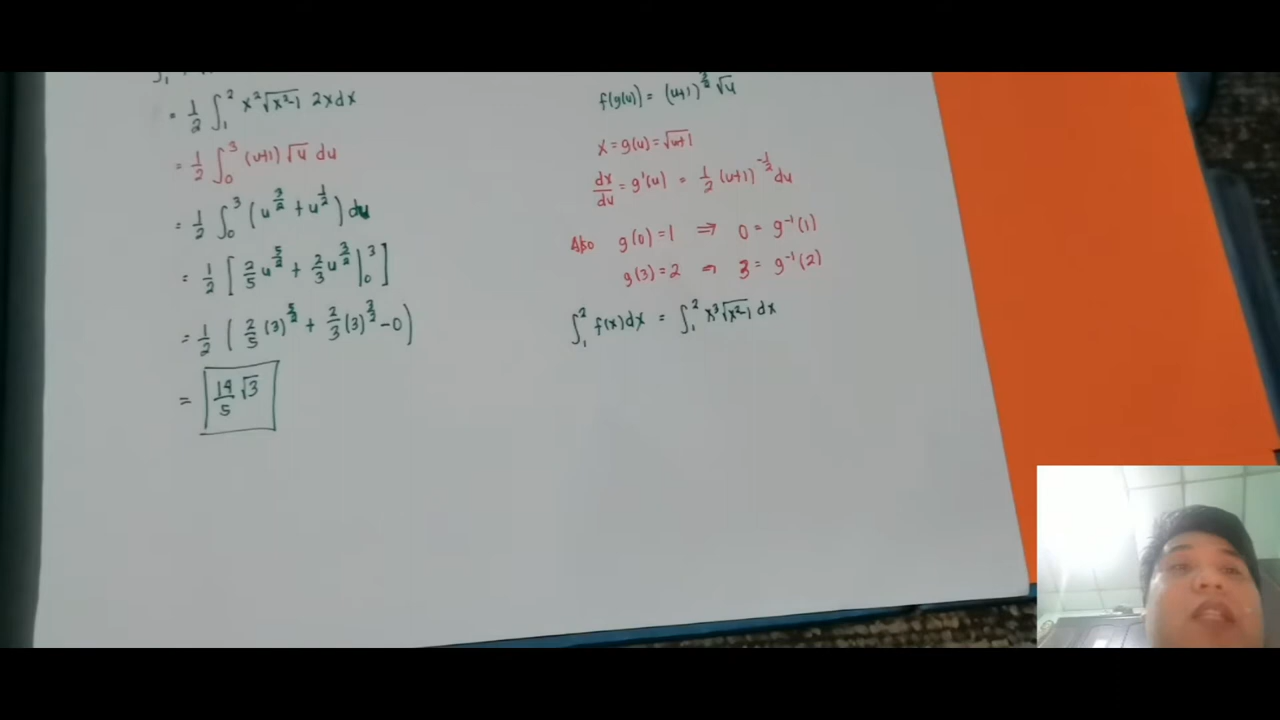 = 1/2 ∫₁² x²√(x²-1) 2xdx
= 1/2 ∫₀³ (u+1) √u du
= 1/2 ∫₀³ (u^(3/2) + u^(1/2)) du
= 1/2 [ 2/5 u^(5/2) + 2/3 u^(3/2) |₀³ ]
= 1/2 ( 2/5 (3)^(5/2) + 2/3 (3)^(3/2) - 0 )
= 14/5 √3
f(g(u)) = (u+1)^(3/2) √u
x = g(u) = √(u+1)
dx/du = g'(u) = 1/2 (u+1)^(-1/2) du
Also g(0) = 1 ⇒ 0 = g⁻¹(1)
g(3) = 2 ⇒ 3 = g⁻¹(2)
∫₁² f(x)dx = ∫₁² x³√(x²-1) dx